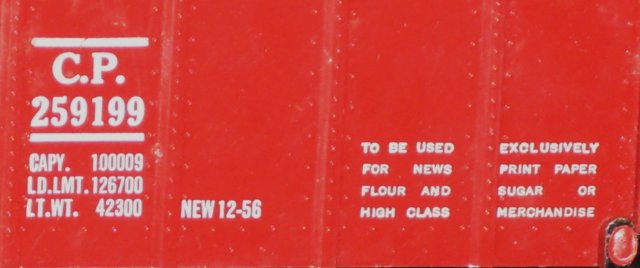 C.P.
259199
CAPY. 100009
LD.LMT. 126700
LT.WT. 42300
NEW 12-56
TO BE USED EXCLUSIVELY
FOR NEWS PRINT PAPER
FLOUR AND SUGAR OR
HIGH CLASS MERCHANDISE